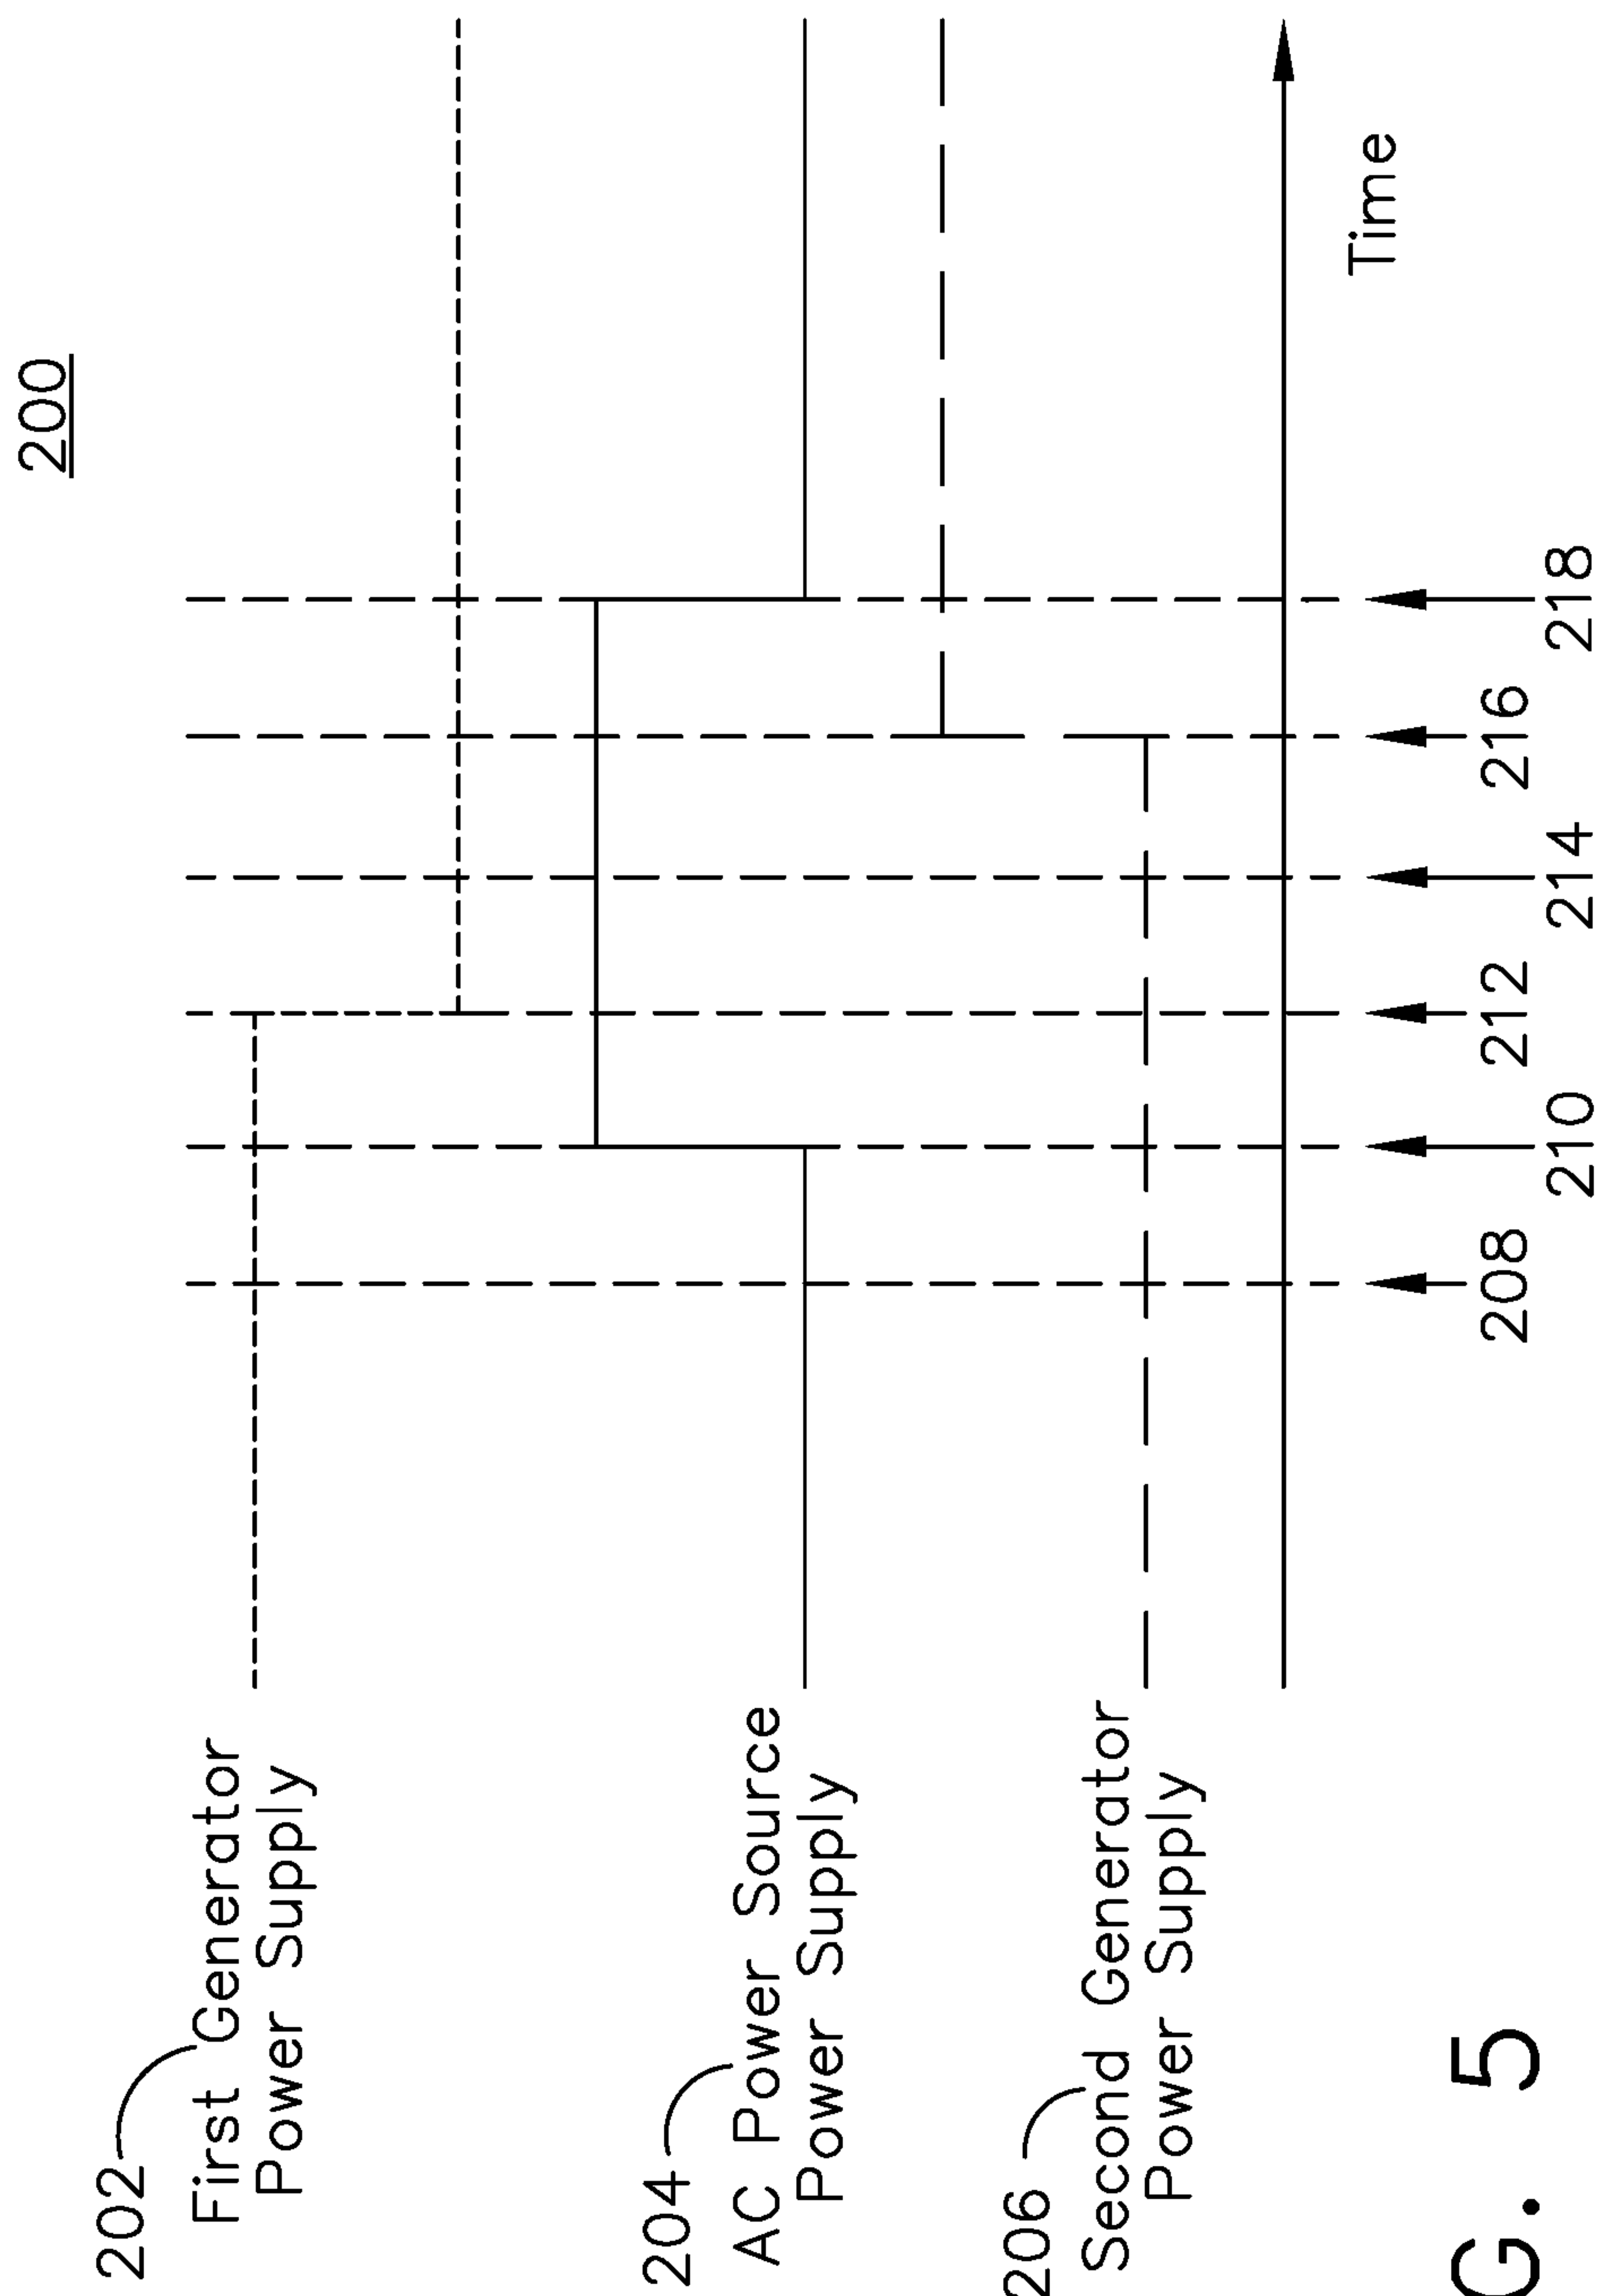 200
202
First Generator
Power Supply
204
AC Power Source
Power Supply
206
Second Generator
Power Supply
Time
208
210
212
214
216
218
G. 5